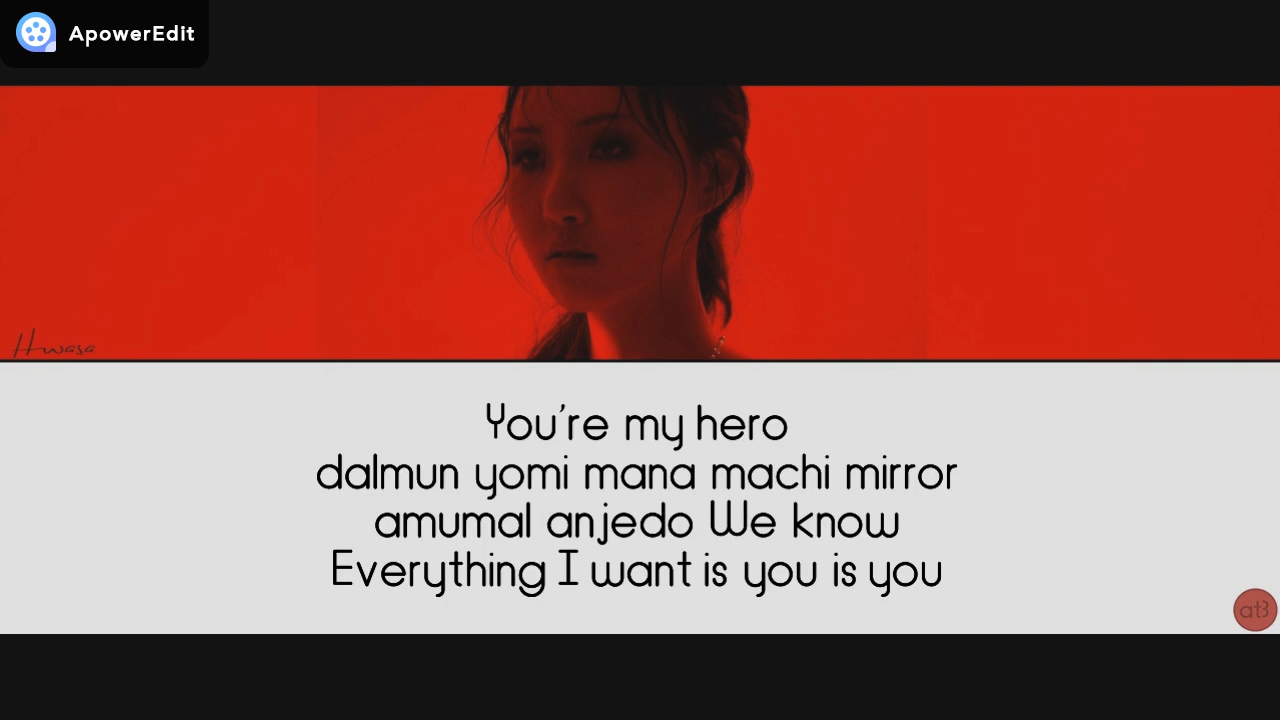 ApowerEdit
Hwasa
You're my hero
dalmun yomi mana machi mirror
amumal anjedo We know
Everything I want is you is you
at3